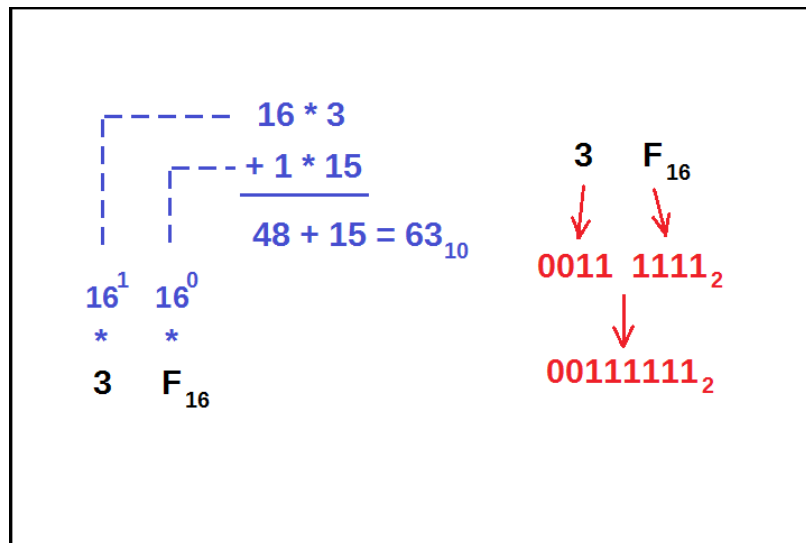 16 * 3
+ 1 * 15
48 + 15 = 63₁₀
16¹ 16⁰
* *
3 F₁₆
3 F₁₆
0011 1111₂
00111111₂